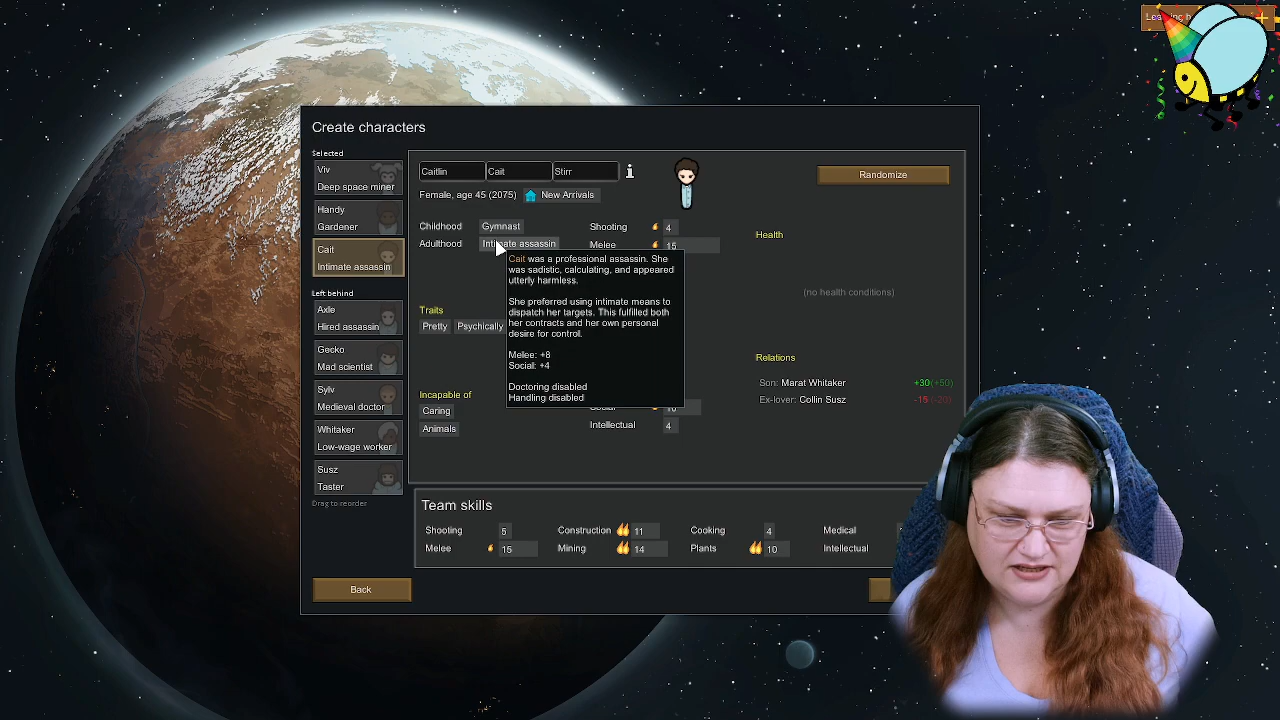 Create characters
Selected
Viv
Deep space miner
Handy
Gardener
Cait
Intimate assassin
Left behind
Axle
Hired assassin
Gecko
Mad scientist
Sylv
Medieval doctor
Whitaker
Low-wage worker
Susz
Taster
Drag to reorder
Caitlin Cait Stirr
Randomize
Female, age 45 (2075) New Arrivals
Childhood Gymnast
Adulthood Intimate assassin
Shooting 4
Melee 15
Cait was a professional assassin. She
was sadistic, calculating, and appeared
utterly harmless.
She preferred using intimate means to
dispatch her targets. This fulfilled both
her contracts and her own personal
desire for control.
Melee: +8
Social: +4
Doctoring disabled
Handling disabled
Traits
Pretty Psychically
Incapable of
Caring
Animals
Intellectual 4
Health
(no health conditions)
Relations
Son: Marat Whitaker +30(+50)
Ex-lover: Collin Susz -15 (-20)
Team skills
Shooting 5 Construction 11 Cooking 4 Medical
Melee 15 Mining 14 Plants 10 Intellectual
Back